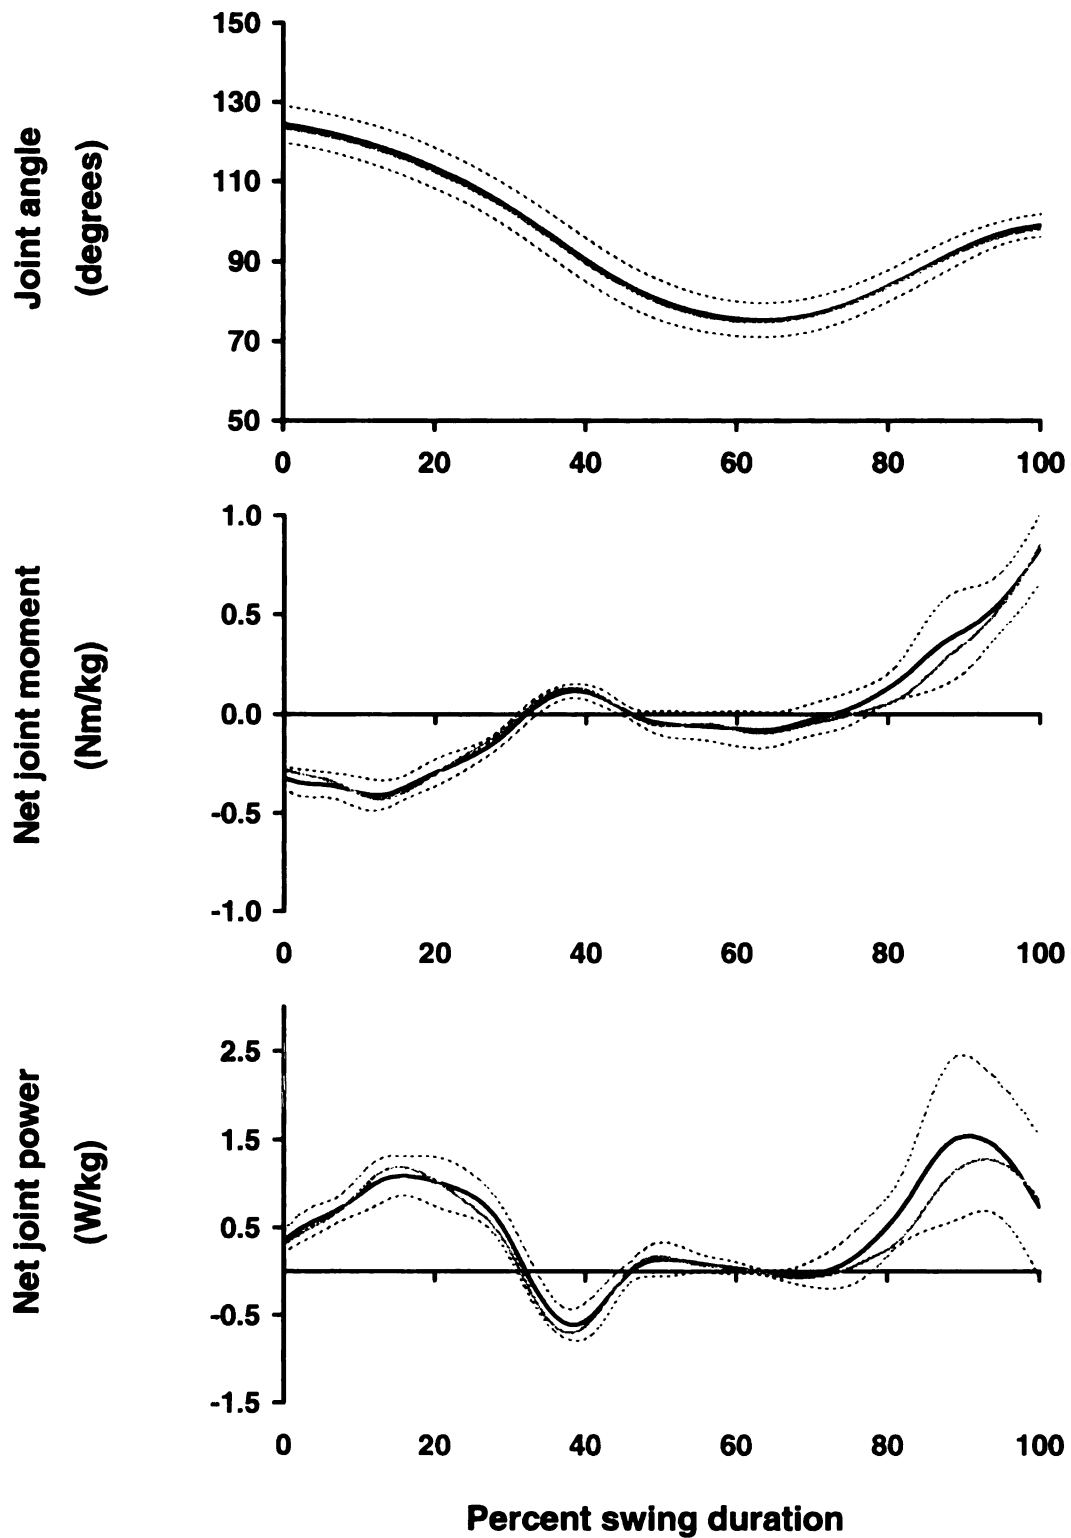 150
130
110
90
70
50
Joint angle
(degrees)
0 20 40 60 80 100
1.0
0.5
0.0
-0.5
-1.0
Net joint moment
(Nm/kg)
0 20 40 60 80 100
2.5
1.5
0.5
-0.5
-1.5
Net joint power
(W/kg)
0 20 40 60 80 100
Percent swing duration